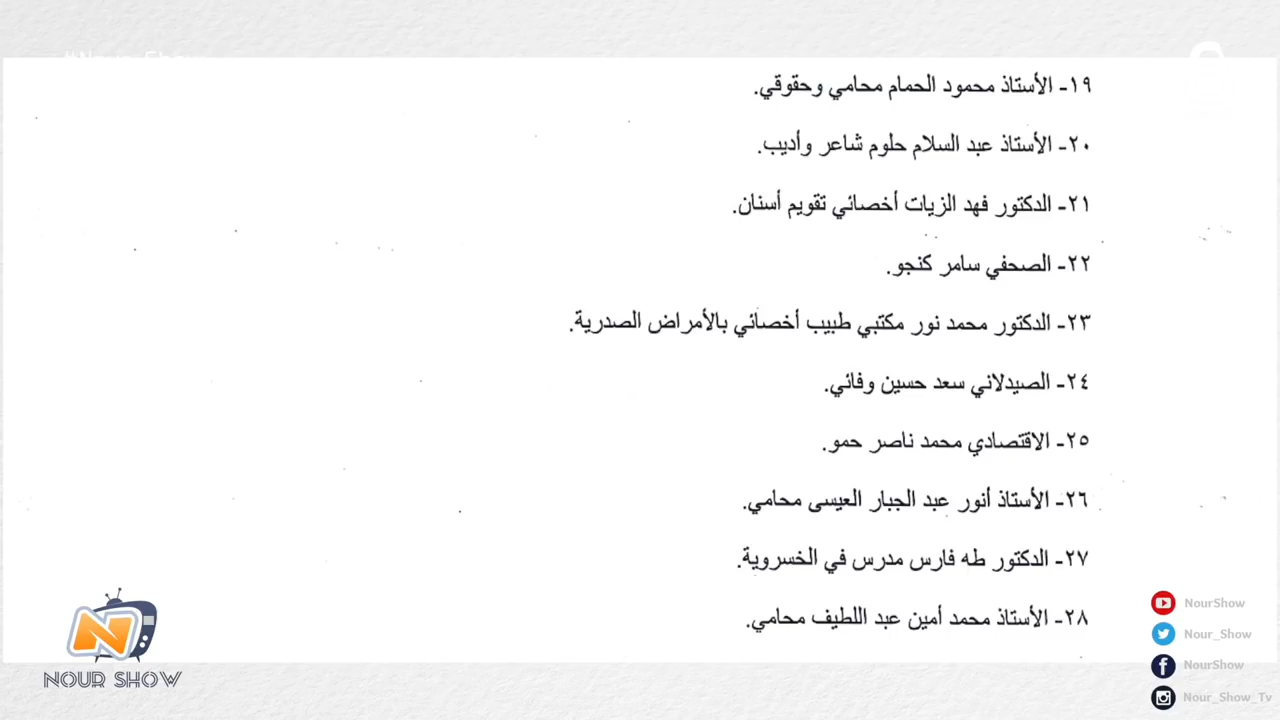 ١٩- الأستاذ محمود الحمام محامي وحقوقي.
٢٠- الأستاذ عبد السلام حلوم شاعر وأديب.
٢١- الدكتور فهد الزيات أخصائي تقويم أسنان.
٢٢- الصحفي سامر كنجو.
٢٣- الدكتور محمد نور مكتبي طبيب أخصائي بالأمراض الصدرية.
٢٤- الصيدلاني سعد حسين وفائي.
٢٥- الاقتصادي محمد ناصر حمو.
٢٦- الأستاذ أنور عبد الجبار العيسى محامي.
٢٧- الدكتور طه فارس مدرس في الخسروية.
٢٨- الأستاذ محمد أمين عبد اللطيف محامي.
N
NOUR SHOW
NourShow
Nour_Show
NourShow
Nour_Show_Tv